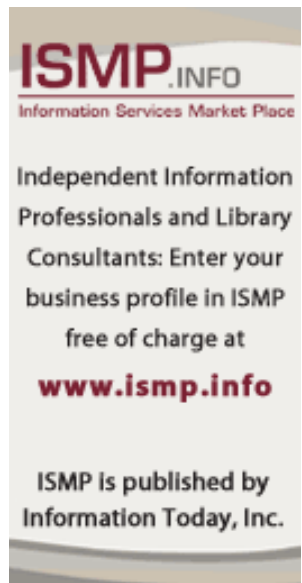 ISMP.INFO
Information Services Market Place
Independent Information
Professionals and Library
Consultants: Enter your
business profile in ISMP
free of charge at
www.ismp.info
ISMP is published by
Information Today, Inc.